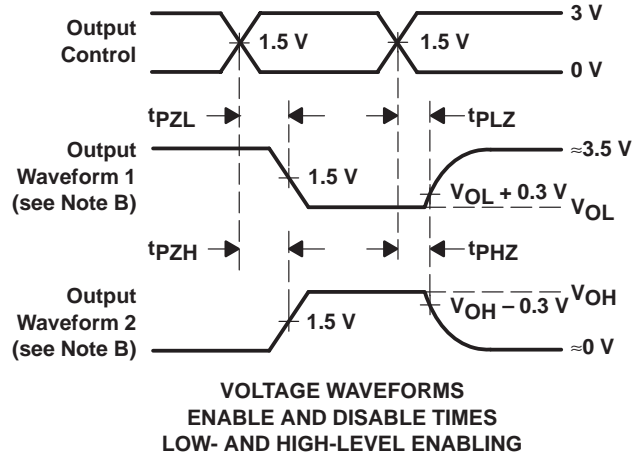 Output
Control
1.5 V
1.5 V
3 V
0 V
tPZL
tPLZ
Output
Waveform 1
(see Note B)
1.5 V
≈3.5 V
VOL + 0.3 V
VOL
tPZH
tPHZ
Output
Waveform 2
(see Note B)
1.5 V
VOH
VOH – 0.3 V
≈0 V
VOLTAGE WAVEFORMS
ENABLE AND DISABLE TIMES
LOW- AND HIGH-LEVEL ENABLING